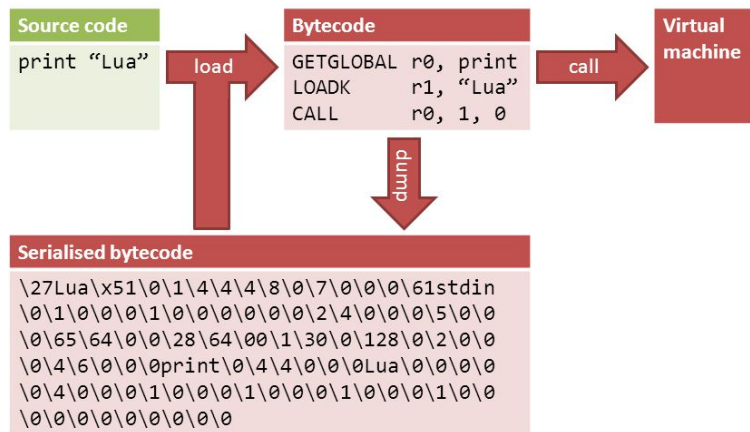 Source code
print “Lua”
load
Bytecode
GETGLOBAL r0, print
LOADK r1, “Lua”
CALL r0, 1, 0
call
Virtual
machine
dump
Serialised bytecode
\27Lua\x51\0\1\4\4\4\8\0\7\0\0\0\61stdin
\0\1\0\0\0\1\0\0\0\0\0\0\2\4\0\0\0\5\0\0
\0\65\64\0\0\28\64\00\1\30\0\128\0\2\0\0
\0\4\6\0\0\0print\0\4\4\0\0\0Lua\0\0\0\0
\0\4\0\0\0\1\0\0\0\1\0\0\0\1\0\0\0\1\0\0
\0\0\0\0\0\0\0\0\0